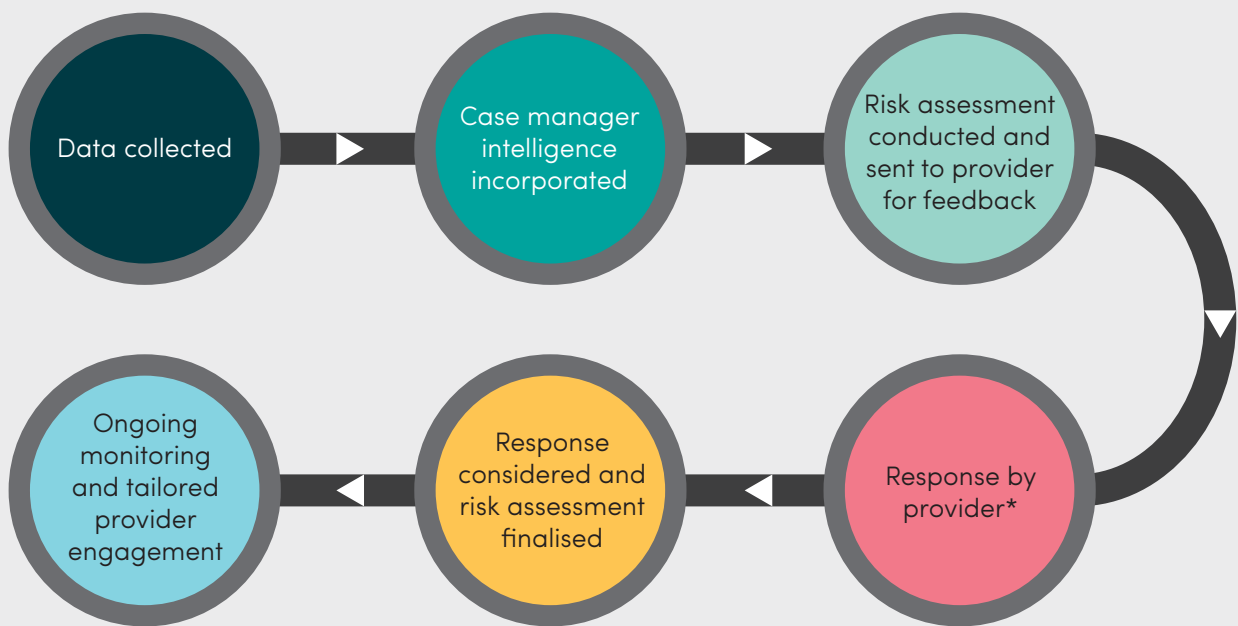 Data collected
Case manager
intelligence
incorporated
Risk assessment
conducted and
sent to provider
for feedback
Response by
provider*
Response
considered and
risk assessment
finalised
Ongoing
monitoring
and tailored
provider
engagement